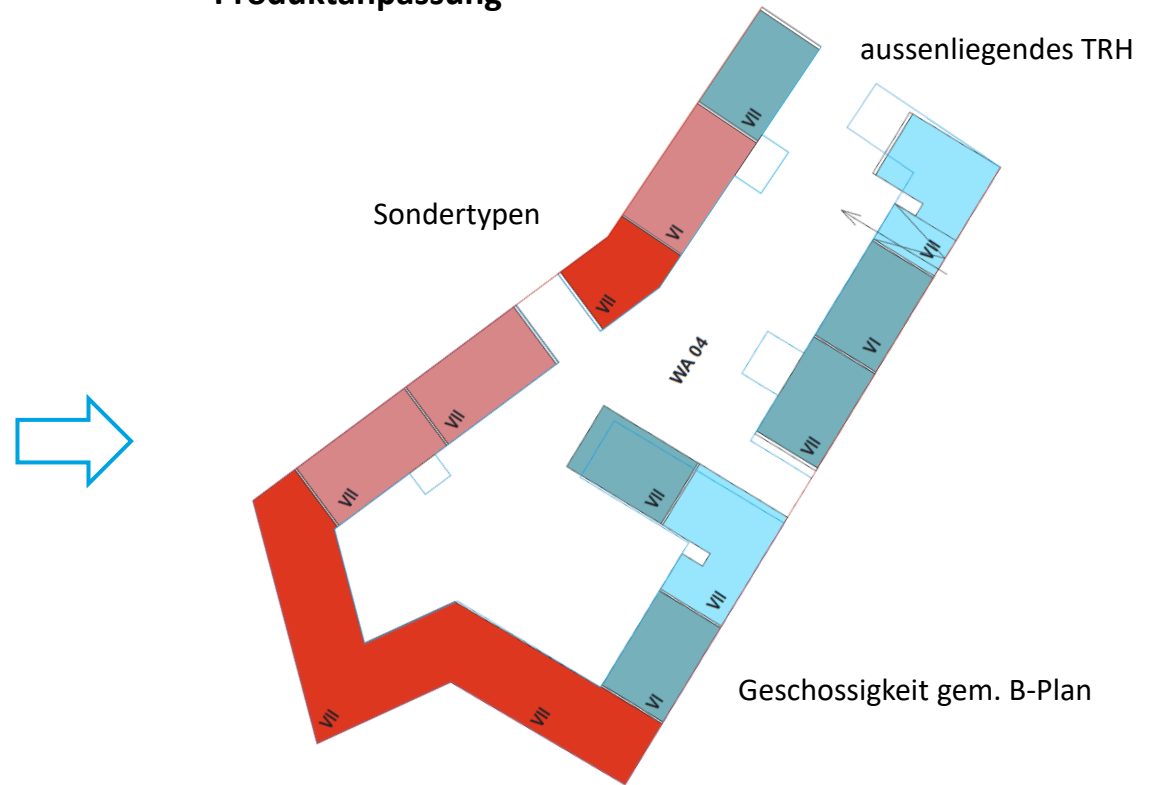 Produktanpassung
aussenliegendes TRH
VII
Sondertypen
VI
VII
VII
VI
WA 04
VII
VII
VII
VII
VII
VII
Geschossigkeit gem. B-Plan
VI
VII
VII